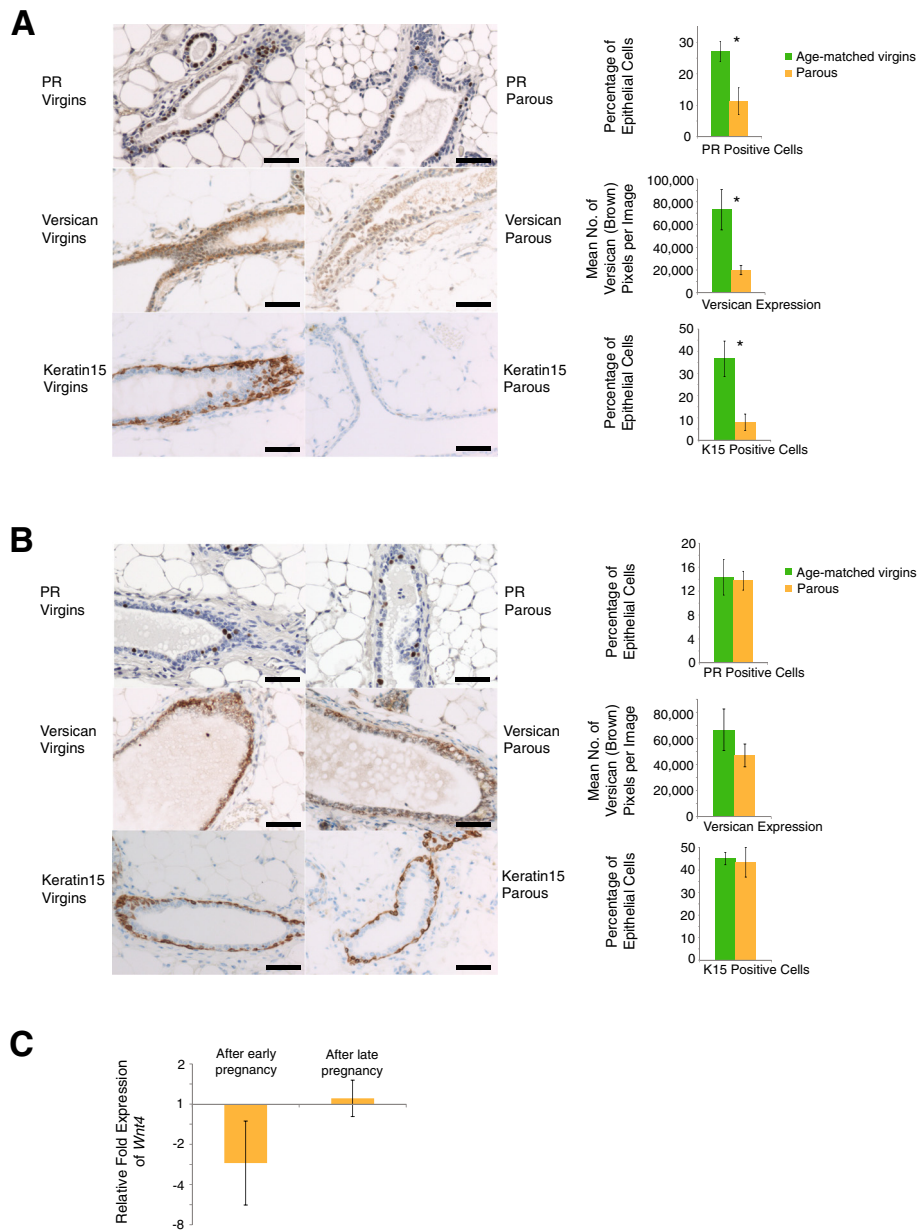 A
PR
Virgins
PR
Parous
Versican
Virgins
Versican
Parous
Keratin15
Virgins
Keratin15
Parous
Percentage of
Epithelial Cells
30
20
10
0
*
PR Positive Cells
Age-matched virgins
Parous
Mean No. of
Versican (Brown)
Pixels per Image
100,000
80,000
60,000
40,000
20,000
0
*
Versican Expression
Percentage of
Epithelial Cells
50
40
30
20
10
0
*
K15 Positive Cells
B
PR
Virgins
PR
Parous
Versican
Virgins
Versican
Parous
Keratin15
Virgins
Keratin15
Parous
Percentage of
Epithelial Cells
20
16
12
8
4
0
PR Positive Cells
Age-matched virgins
Parous
Mean No. of
Versican (Brown)
Pixels per Image
80,000
60,000
40,000
20,000
0
Versican Expression
Percentage of
Epithelial Cells
50
40
30
20
10
0
K15 Positive Cells
C
Relative Fold Expression
of Wnt4
2
1
-2
-4
-8
After early
pregnancy
After late
pregnancy